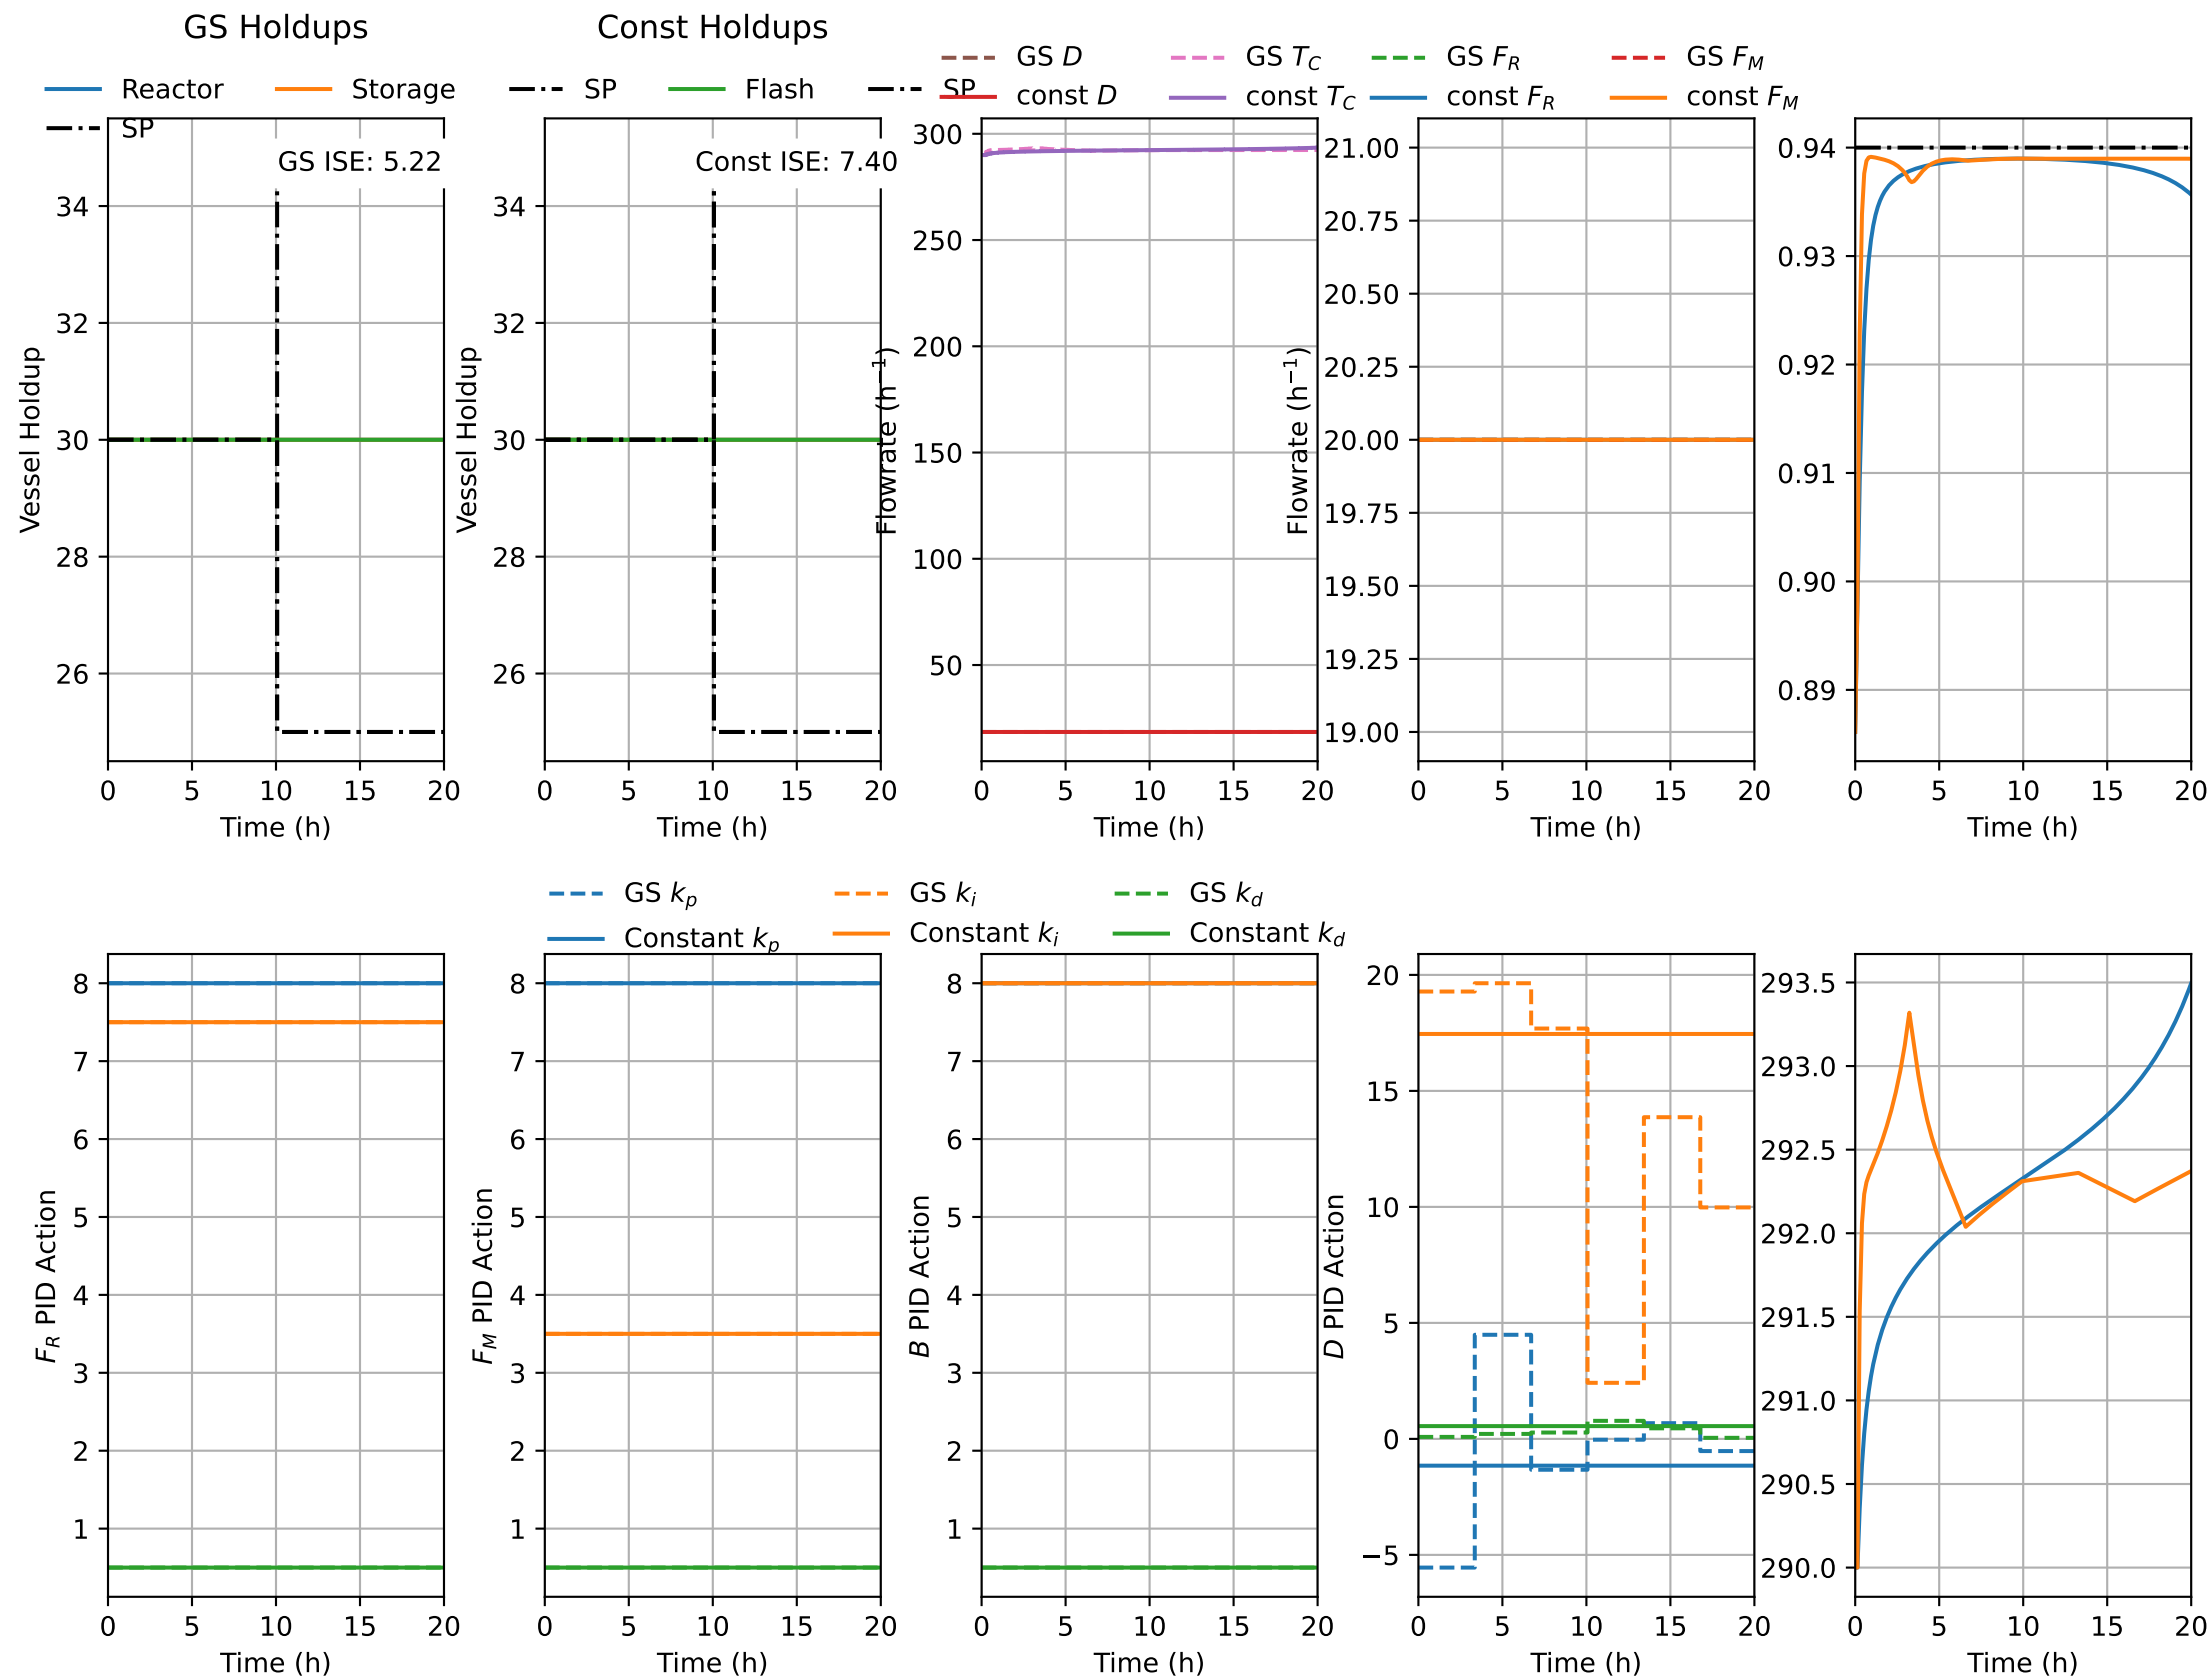 GS Holdups
Const Holdups
Reactor
Storage
SP
SP
Flash
SP
GS D
const D
GS T_C
const T_C
GS F_R
const F_R
GS F_M
const F_M
GS ISE: 5.22
Const ISE: 7.40
Vessel Holdup
34
32
30
28
26
0 5 10 15 20
Time (h)
Vessel Holdup
34
32
30
28
26
0 5 10 15 20
Time (h)
Flowrate (h⁻¹)
300
250
200
150
100
50
0 5 10 15 20
Time (h)
Flowrate (h⁻¹)
21.00
20.75
20.50
20.25
20.00
19.75
19.50
19.25
19.00
0 5 10 15 20
Time (h)
0.94
0.93
0.92
0.91
0.90
0.89
0 5 10 15 20
Time (h)
GS k_p
Constant k_p
GS k_i
Constant k_i
GS k_d
Constant k_d
F_R PID Action
8
7
6
5
4
3
2
1
0 5 10 15 20
Time (h)
F_M PID Action
8
7
6
5
4
3
2
1
0 5 10 15 20
Time (h)
B PID Action
8
7
6
5
4
3
2
1
0 5 10 15 20
Time (h)
D PID Action
20
15
10
5
0
−5
0 5 10 15 20
Time (h)
293.5
293.0
292.5
292.0
291.5
291.0
290.5
290.0
0 5 10 15 20
Time (h)